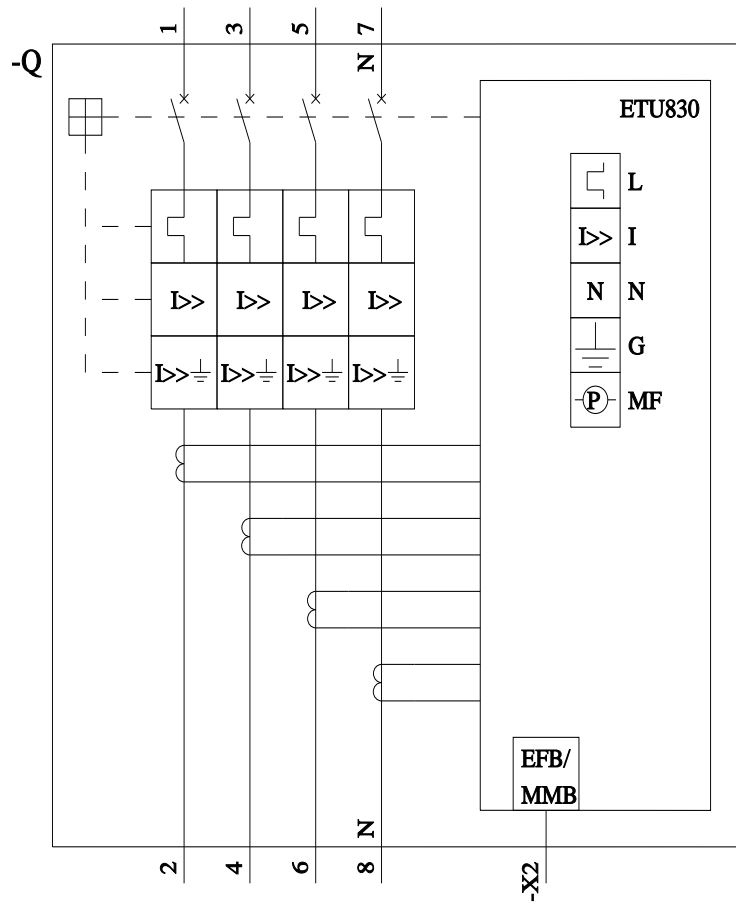 1 3 5 7
N
-Q
ETU830
L
I>> I
N N
G
P MF
I>> I>> I>> I>>
I>> I>> I>> I>>
EFB/
MMB
N
2 4 6 8
-X2